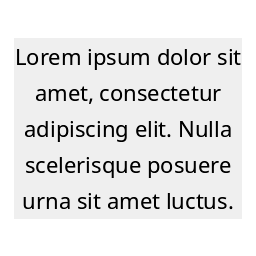 Lorem ipsum dolor sit
amet, consectetur
adipiscing elit. Nulla
scelerisque posuere
urna sit amet luctus.